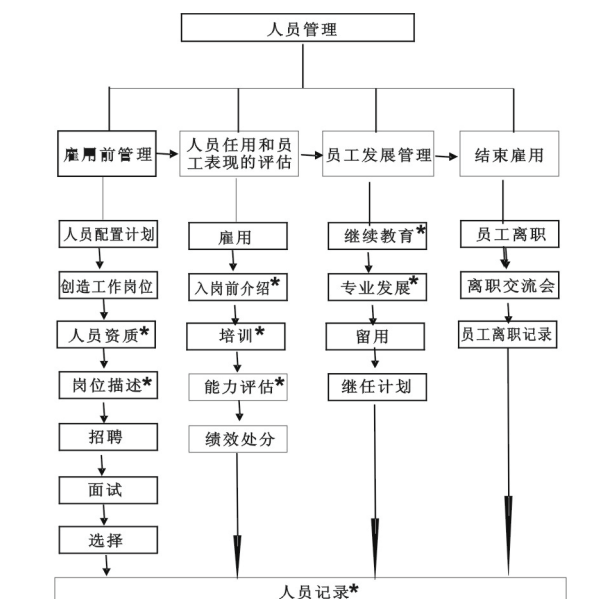 人员管理
雇用前管理
人员任用和员
工表现的评估
员工发展管理
结束雇用
人员配置计划
创造工作岗位
人员资质*
岗位描述*
招聘
面试
选择
雇用
入岗前介绍*
培训*
能力评估*
绩效处分
继续教育*
专业发展*
留用
继任计划
员工离职
离职交流会
员工离职记录
人员记录*